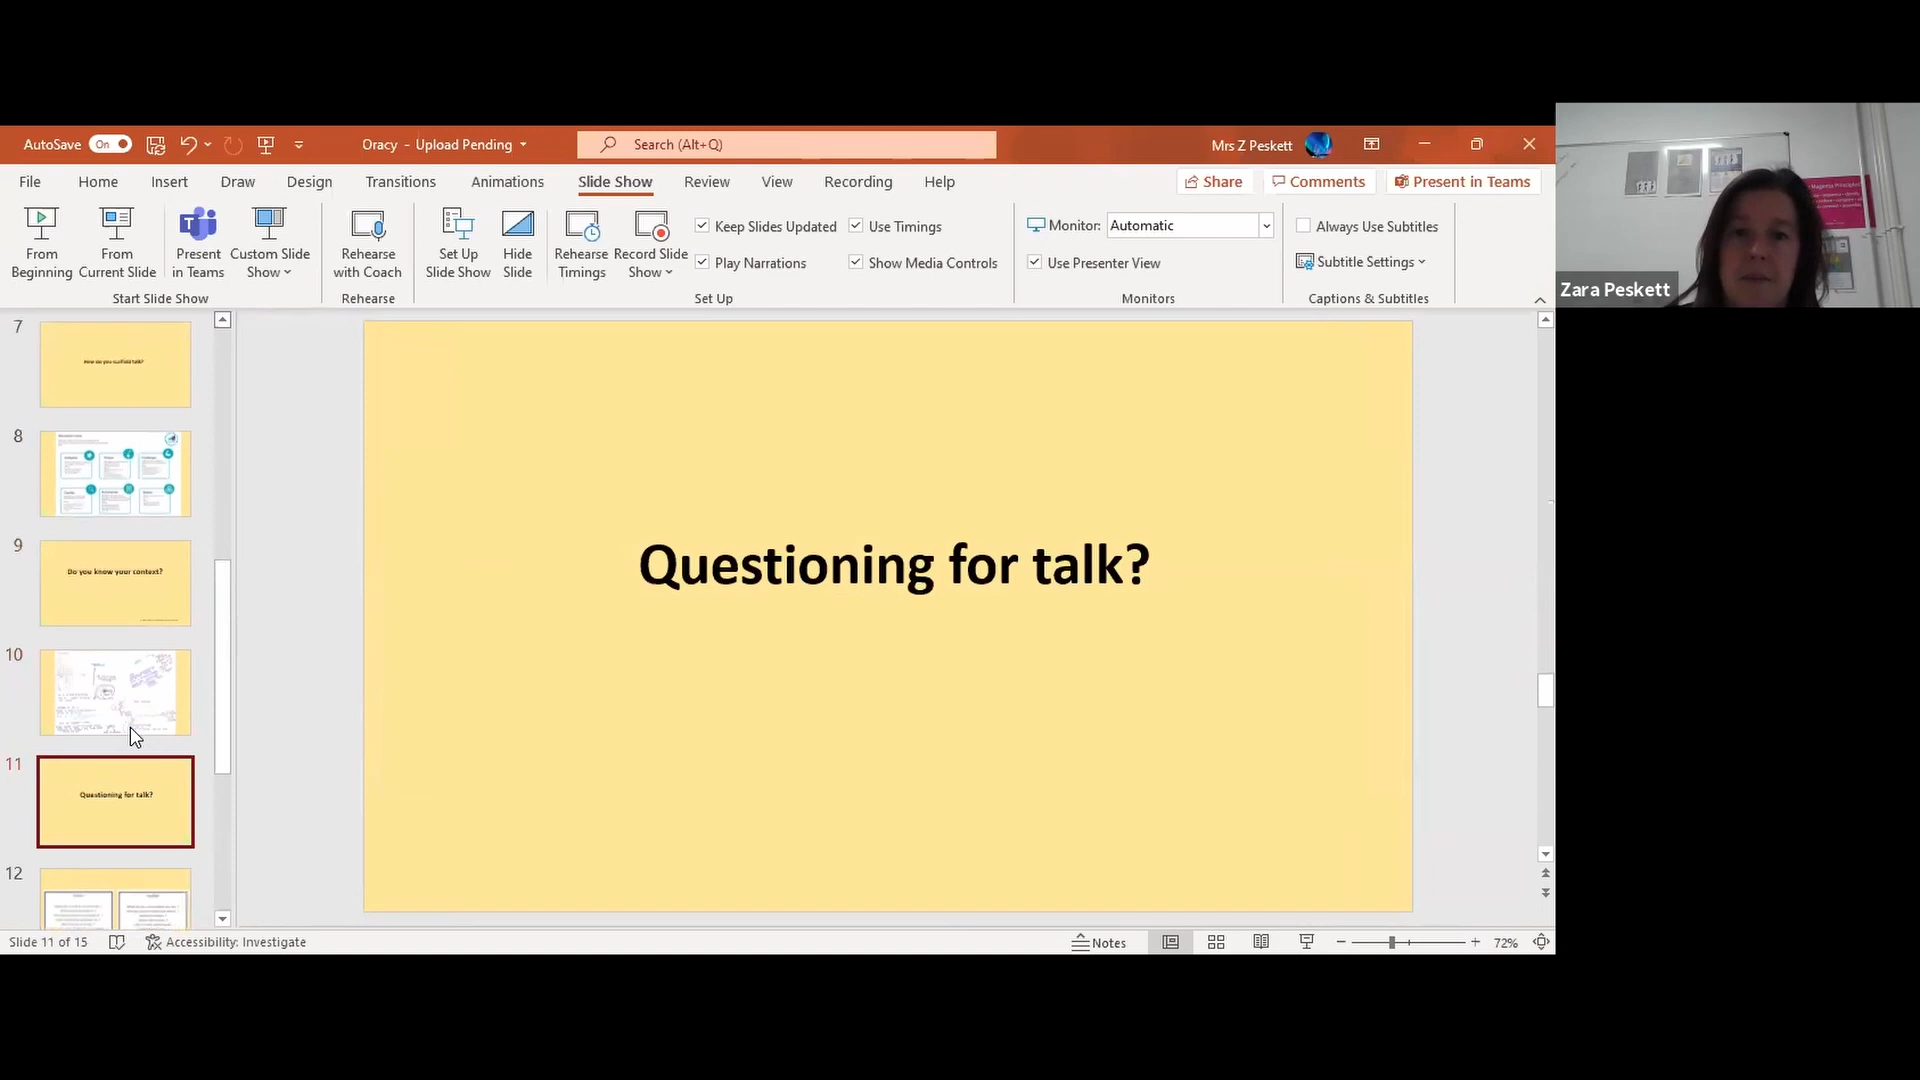 AutoSave On
Oracy - Upload Pending
Search (Alt+Q)
Mrs Z Peskett
File Home Insert Draw Design Transitions Animations Slide Show Review View Recording Help
Share Comments Present in Teams
From Beginning
From Current Slide
Present in Teams
Custom Slide Show
Start Slide Show
Rehearse with Coach
Rehearse
Set Up Slide Show
Hide Slide
Rehearse Timings
Record Slide Show
Keep Slides Updated
Play Narrations
Use Timings
Show Media Controls
Set Up
Monitor: Automatic
Use Presenter View
Monitors
Always Use Subtitles
Subtitle Settings
Captions & Subtitles
Zara Peskett
7
How do you scaffold talk?
8
9
Do you know your context?
10
11
Questioning for talk?
12
Questioning for talk?
Slide 11 of 15
Accessibility: Investigate
Notes
72%